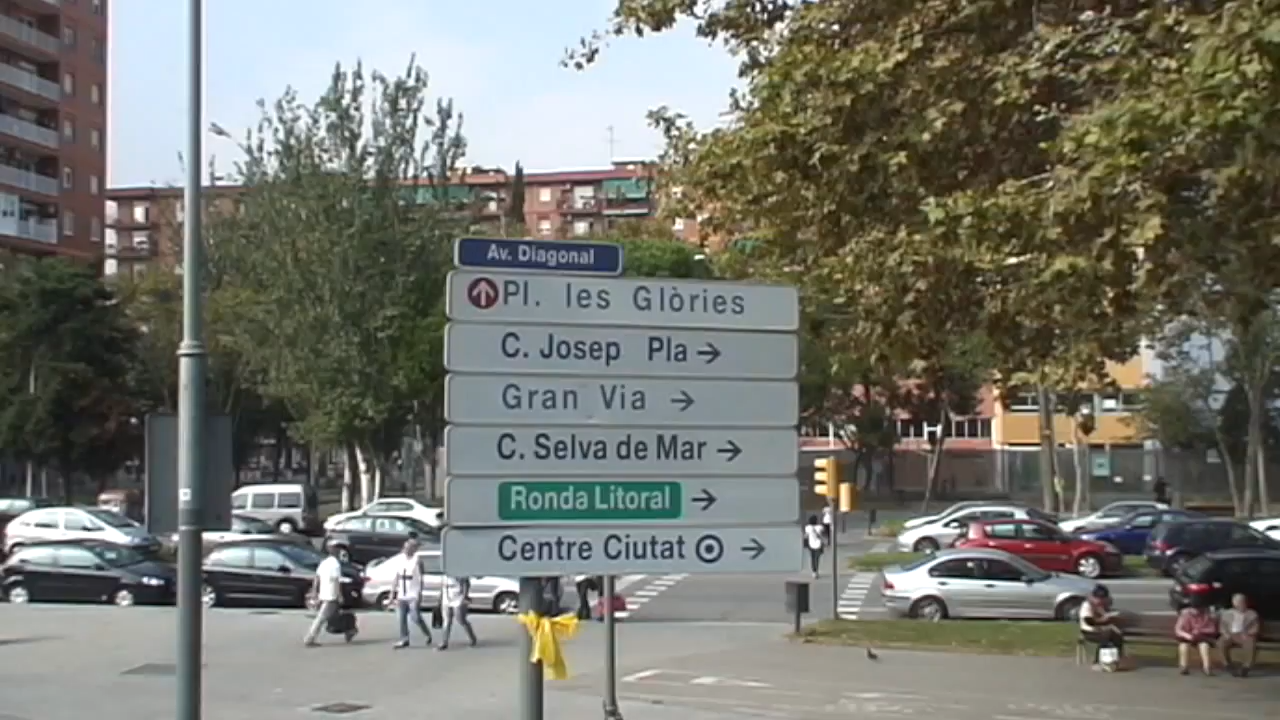 Av. Diagonal
Pl. les Glòries
C. Josep Pla
Gran Via
C. Selva de Mar
Ronda Litoral
Centre Ciutat